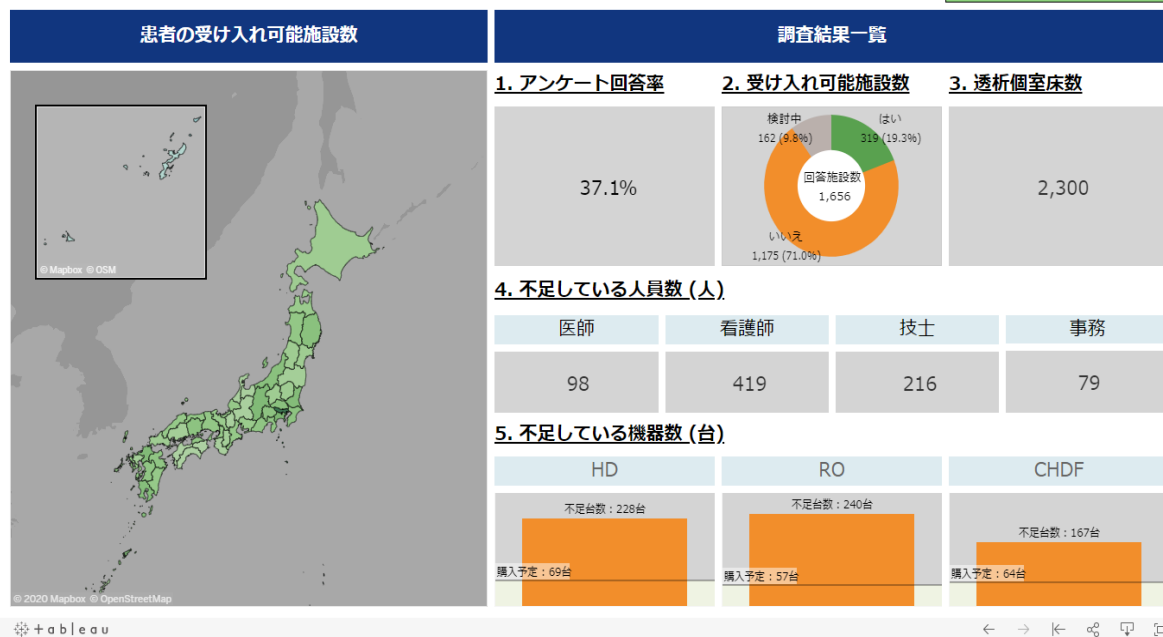 患者の受け入れ可能施設数
調査結果一覧
© Mapbox © OSM
© 2020 Mapbox © OpenStreetMap
1. アンケート回答率
37.1%
2. 受け入れ可能施設数
検討中
162 (9.8%)
はい
319 (19.3%)
回答施設数
1,656
いいえ
1,175 (71.0%)
3. 透析個室床数
2,300
4. 不足している人員数 (人)
医師
看護師
技士
事務
98
419
216
79
5. 不足している機器数 (台)
HD
RO
CHDF
不足台数：228台
購入予定：69台
不足台数：240台
購入予定：57台
不足台数：167台
購入予定：64台
+ableau